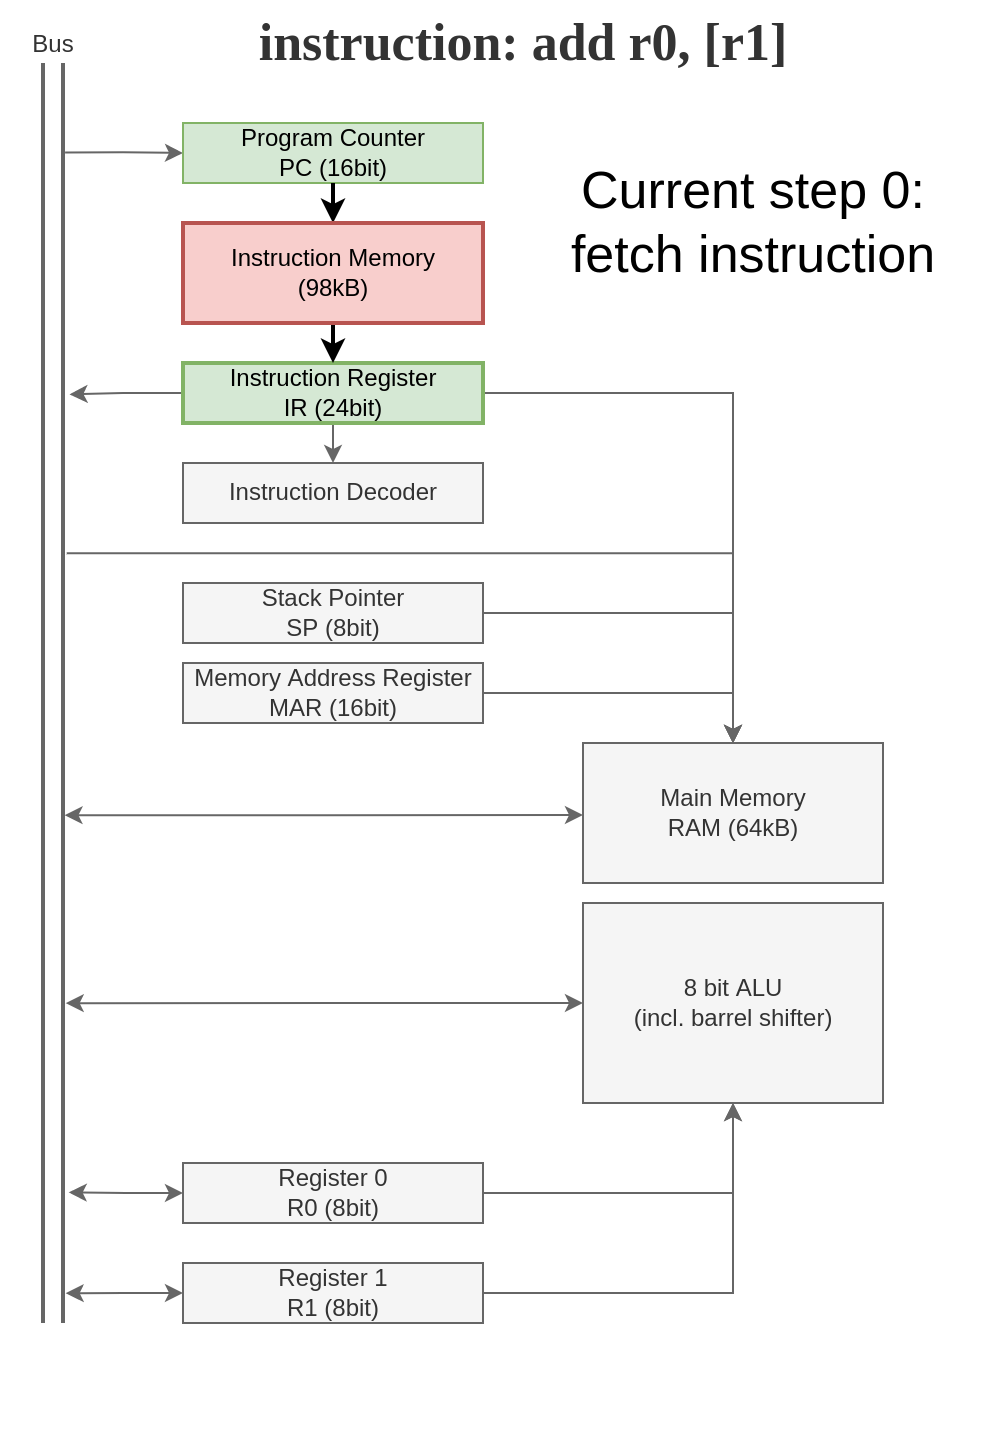 Bus
instruction: add r0, [r1]
Program Counter
PC (16bit)
Current step 0:
fetch instruction
Instruction Memory
(98kB)
Instruction Register
IR (24bit)
Instruction Decoder
Stack Pointer
SP (8bit)
Memory Address Register
MAR (16bit)
Main Memory
RAM (64kB)
8 bit ALU
(incl. barrel shifter)
Register 0
R0 (8bit)
Register 1
R1 (8bit)